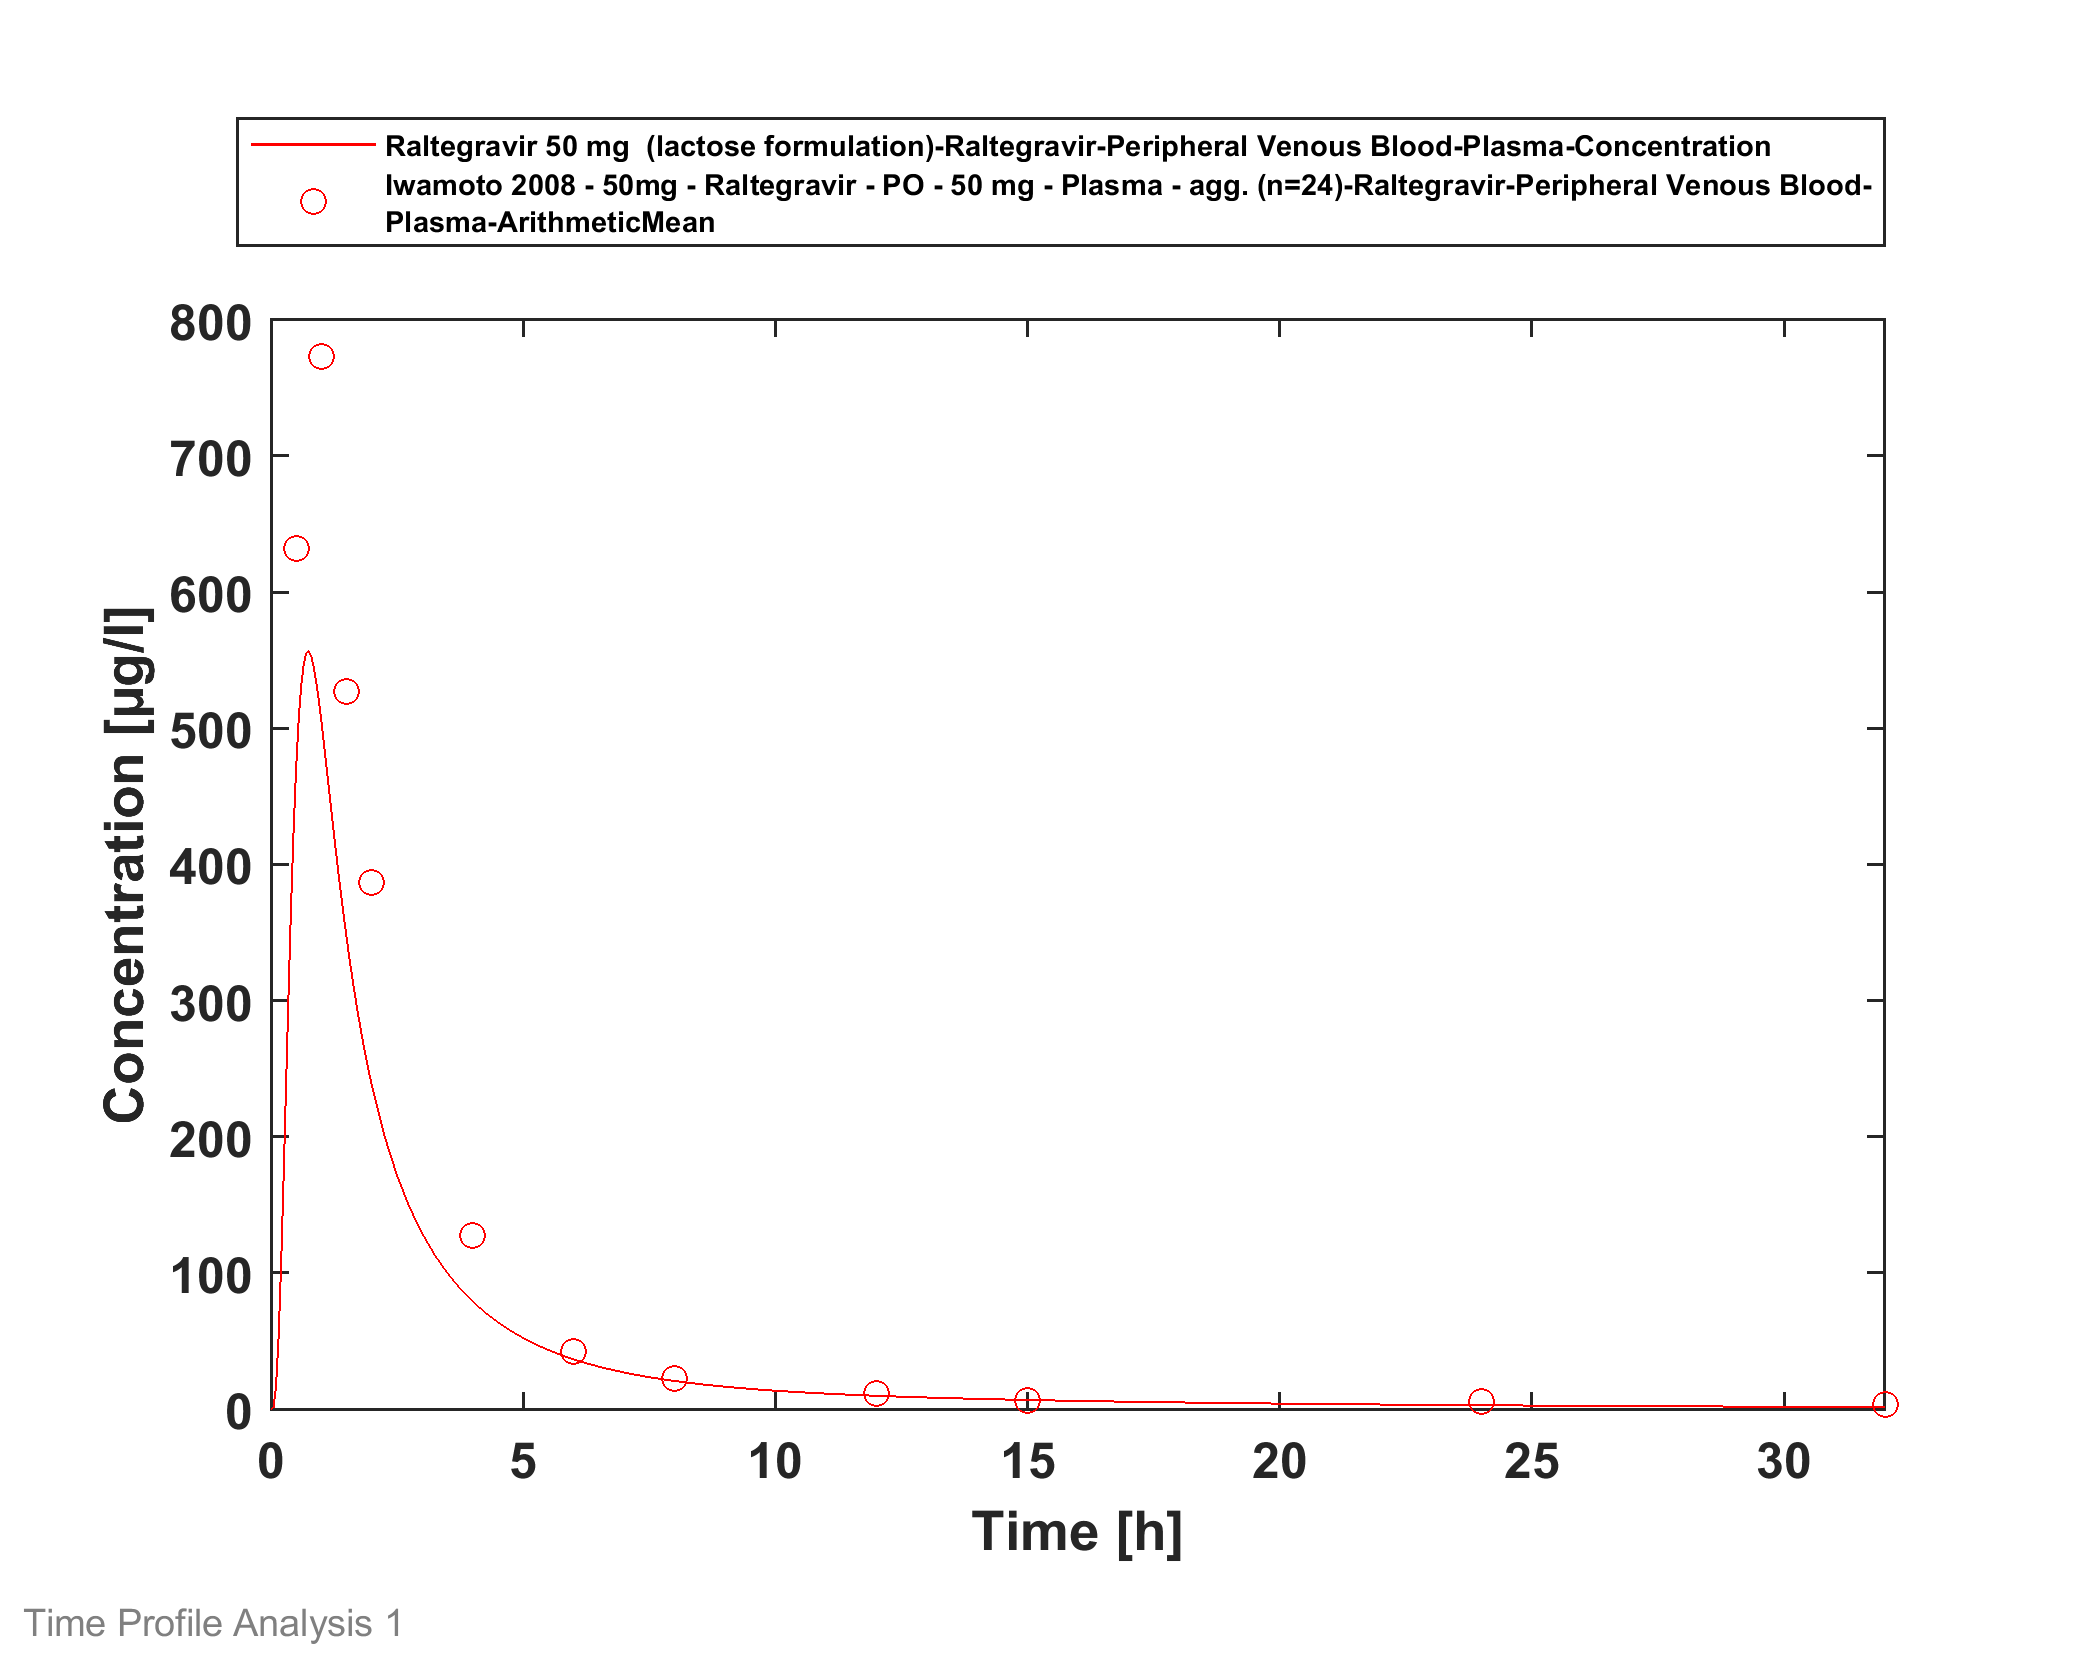 Raltegravir 50 mg  (lactose formulation)-Raltegravir-Peripheral Venous Blood-Plasma-Concentration
Iwamoto 2008 - 50mg - Raltegravir - PO - 50 mg - Plasma - agg. (n=24)-Raltegravir-Peripheral Venous Blood-
Plasma-ArithmeticMean
800
700
600
500
400
300
200
100
0
Concentration [µg/l]
0 5 10 15 20 25 30
Time [h]
Time Profile Analysis 1